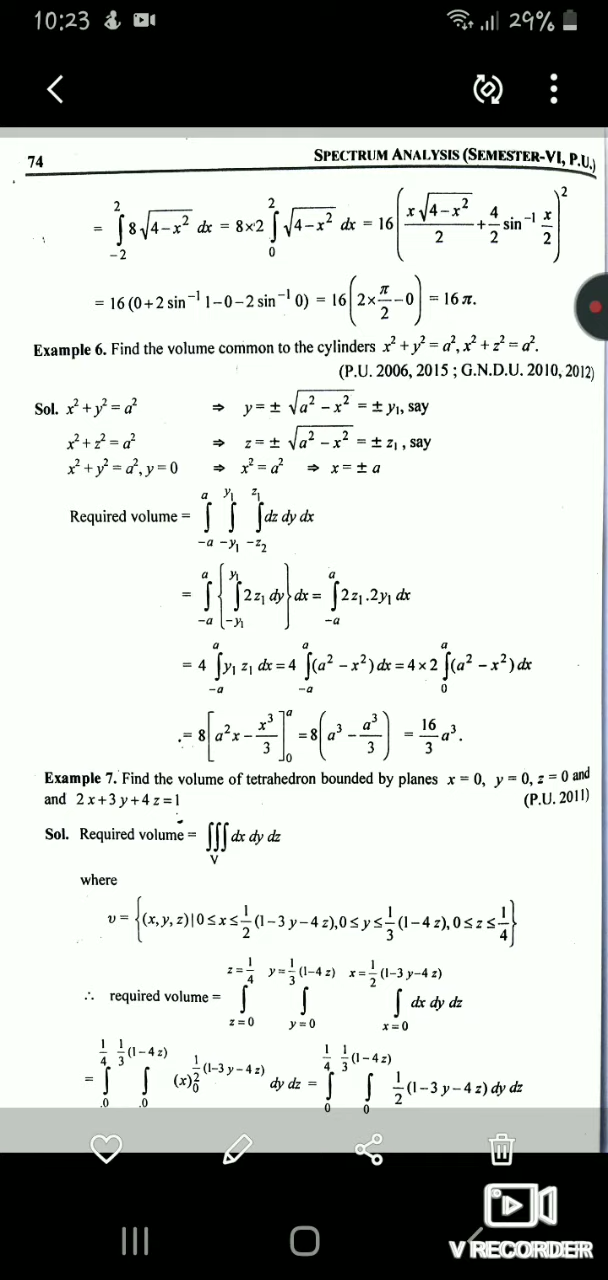 10:23 29%
74 SPECTRUM ANALYSIS (SEMESTER-VI, P.U.)
= ∫_{-2}^{2} 8√(4–x²) dx = 8×2 ∫_{0}^{2} √(4–x²) dx = 16 ( x√(4–x²)/2 + 4/2 sin⁻¹ x/2 )²
= 16 (0+2 sin⁻¹ 1–0–2 sin⁻¹ 0) = 16 ( 2× π/2 –0 ) = 16 π.
Example 6. Find the volume common to the cylinders x² + y² = a², x² + z² = a².
(P.U. 2006, 2015 ; G.N.D.U. 2010, 2012)
Sol. x² + y² = a² ⇒ y = ± √(a² – x²) = ± y₁, say
x² + z² = a² ⇒ z = ± √(a² – x²) = ± z₁ , say
x² + y² = a², y = 0 ⇒ x² = a² ⇒ x = ± a
Required volume = ∫_{–a}^{a} ∫_{–y₁}^{y₁} ∫_{–z₂}^{z₁} dz dy dx
= ∫_{–a}^{a} { ∫_{–y₁}^{y₁} 2z₁ dy } dx = ∫_{–a}^{a} 2z₁.2y₁ dx
= 4 ∫_{–a}^{a} y₁ z₁ dx = 4 ∫_{–a}^{a} (a² – x²) dx = 4 × 2 ∫_{0}^{a} (a² – x²) dx
= 8 [ a²x – x³/3 ]_{0}^{a} = 8 ( a³ – a³/3 ) = 16/3 a³.
Example 7. Find the volume of tetrahedron bounded by planes x = 0, y = 0, z = 0 and
and 2x+3y+4z=1 (P.U. 2011)
Sol. Required volume = ∭_V dx dy dz
where
υ = { (x, y, z) | 0 ≤ x ≤ 1/2 (1–3y–4z), 0 ≤ y ≤ 1/3 (1–4z), 0 ≤ z ≤ 1/4 }
∴ required volume = ∫_{z=0}^{z=1/4} ∫_{y=0}^{y=1/3 (1–4z)} ∫_{x=0}^{x=1/2 (1–3y–4z)} dx dy dz
= ∫_{0}^{1/4} ∫_{0}^{1/3 (1–4z)} (x)_{0}^{1/2 (1–3y–4z)} dy dz = ∫_{0}^{1/4} ∫_{0}^{1/3 (1–4z)} 1/2 (1–3y–4z) dy dz
V RECORDER